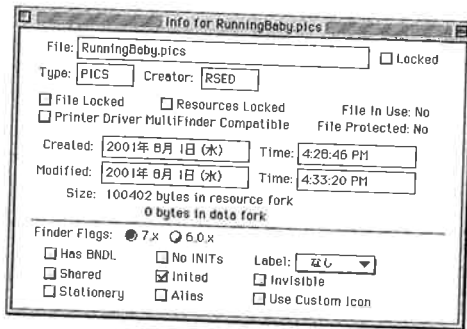 Info for RunningBaby.pics
File: RunningBaby.pics Locked
Type: PICS Creator: RSED
File Locked Resources Locked File In Use: No
Printer Driver MultiFinder Compatible File Protected: No
Created: 2001年 8月 1日 (水) Time: 4:28:46 PM
Modified: 2001年 8月 1日 (水) Time: 4:33:20 PM
Size: 100402 bytes in resource fork
0 bytes in data fork
Finder Flags: 7.x 6.0.x
Has BNDL No INITs Label: なし
Shared Inited Invisible
Stationery Alias Use Custom Icon